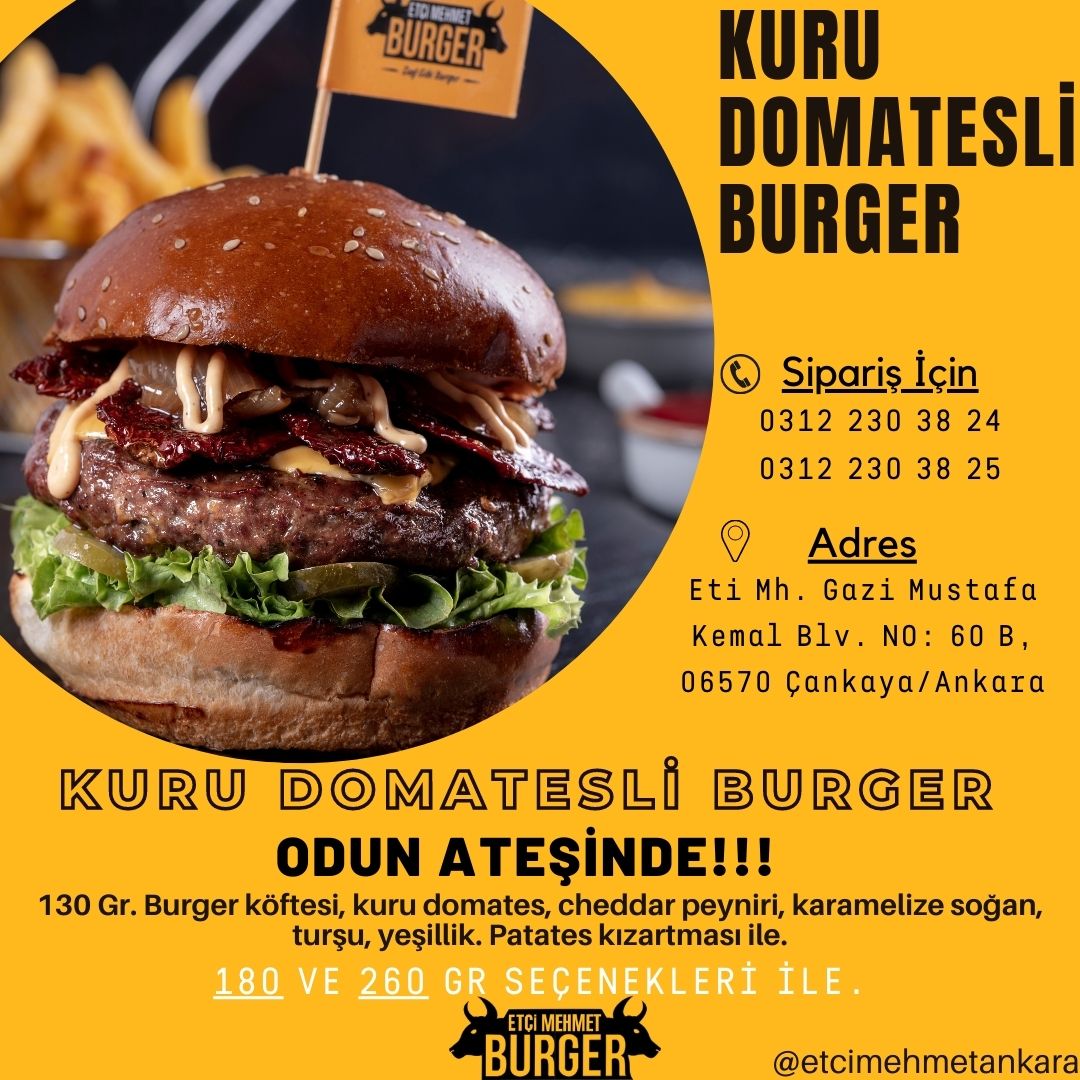 ETÇİ MEHMET
BURGER
KURU
DOMATESLİ
BURGER
Sipariş İçin
0312 230 38 24
0312 230 38 25
Adres
Eti Mh. Gazi Mustafa
Kemal Blv. NO: 60 B,
06570 Çankaya/Ankara
KURU DOMATESLİ BURGER
ODUN ATEŞİNDE!!!
130 Gr. Burger köftesi, kuru domates, cheddar peyniri, karamelize soğan,
turşu, yeşillik. Patates kızartması ile.
180 VE 260 GR SEÇENEKLERİ İLE.
ETÇİ MEHMET
BURGER
@etcimehmetankara